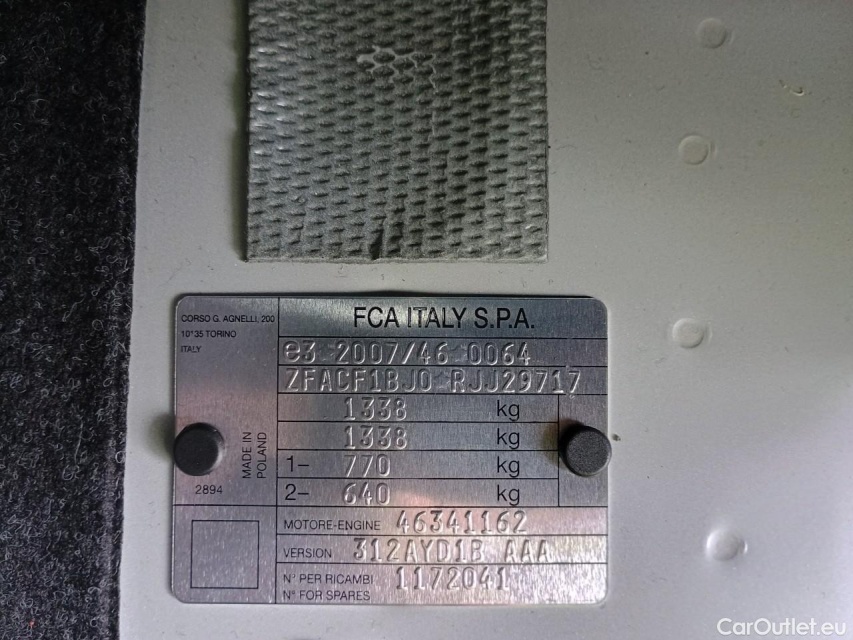 FCA ITALY S.P.A.
CORSO G. AGNELLI, 200
10135 TORINO
ITALY
e3 2007/46 0064
ZFACF1BJ0 RJJ29717
1338 kg
1338 kg
1– 770 kg
2– 640 kg
MADE IN
POLAND
2894
MOTORE-ENGINE 46341162
VERSION 312AYD1B AAA
N° PER RICAMBI 1172041
N° FOR SPARES
CarOutlet.eu